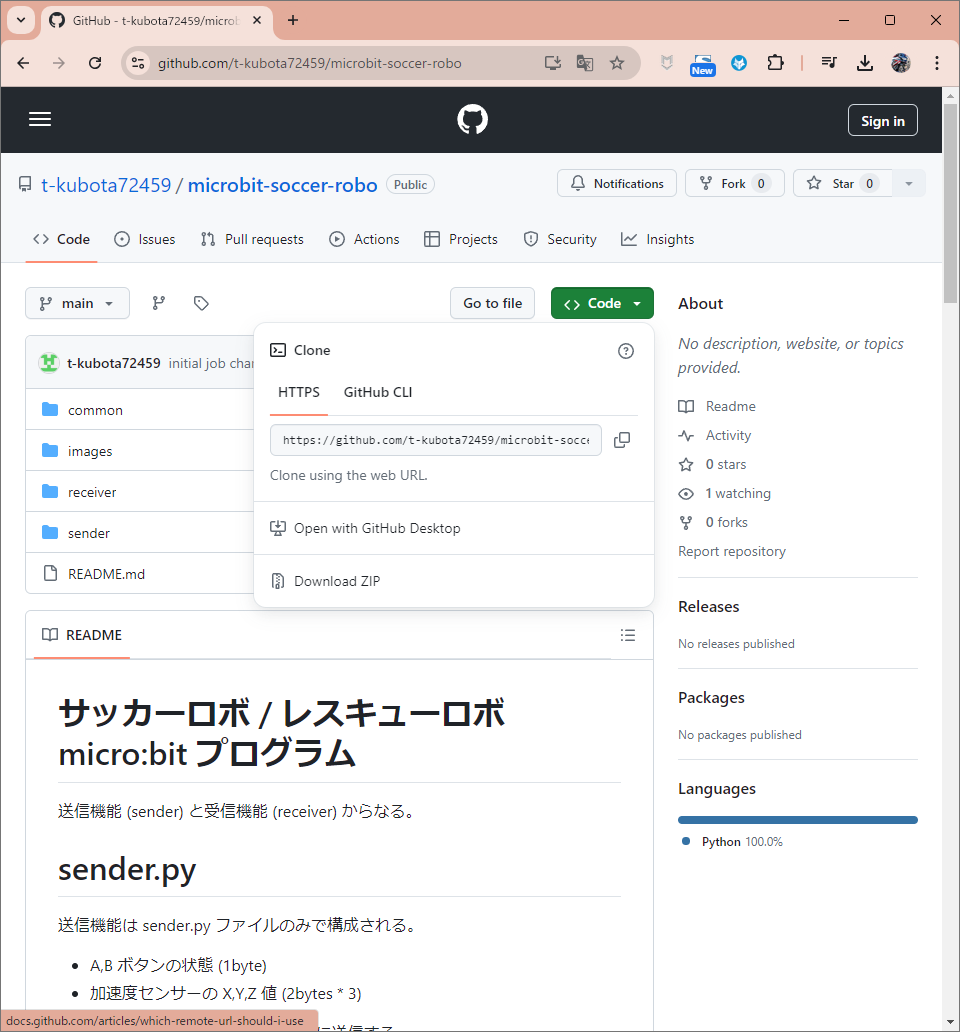 GitHub - t-kubota72459/microb
github.com/t-kubota72459/microbit-soccer-robo
New
Sign in
t-kubota72459 / microbit-soccer-robo Public
Notifications
Fork 0
Star 0
Code
Issues
Pull requests
Actions
Projects
Security
Insights
main
Go to file
Code
t-kubota72459 initial job char
common
images
receiver
sender
README.md
Clone
HTTPS
GitHub CLI
https://github.com/t-kubota72459/microbit-socce
Clone using the web URL.
Open with GitHub Desktop
Download ZIP
About
No description, website, or topics
provided.
Readme
Activity
0 stars
1 watching
0 forks
Report repository
Releases
No releases published
Packages
No packages published
Languages
Python 100.0%
README
サッカーロボ / レスキューロボ
micro:bit プログラム
送信機能 (sender) と受信機能 (receiver) からなる。
sender.py
送信機能は sender.py ファイルのみで構成される。
A,B ボタンの状態 (1byte)
加速度センサーの X,Y,Z 値 (2bytes * 3)
に送信する
docs.github.com/articles/which-remote-url-should-i-use